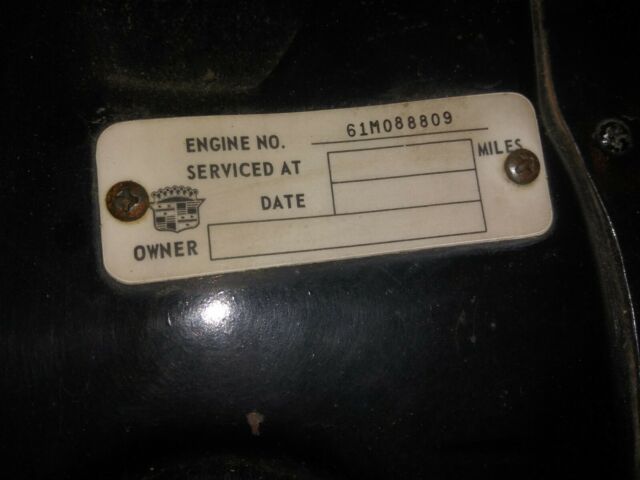 ENGINE NO. 61M088809
SERVICED AT MILES
DATE
OWNER